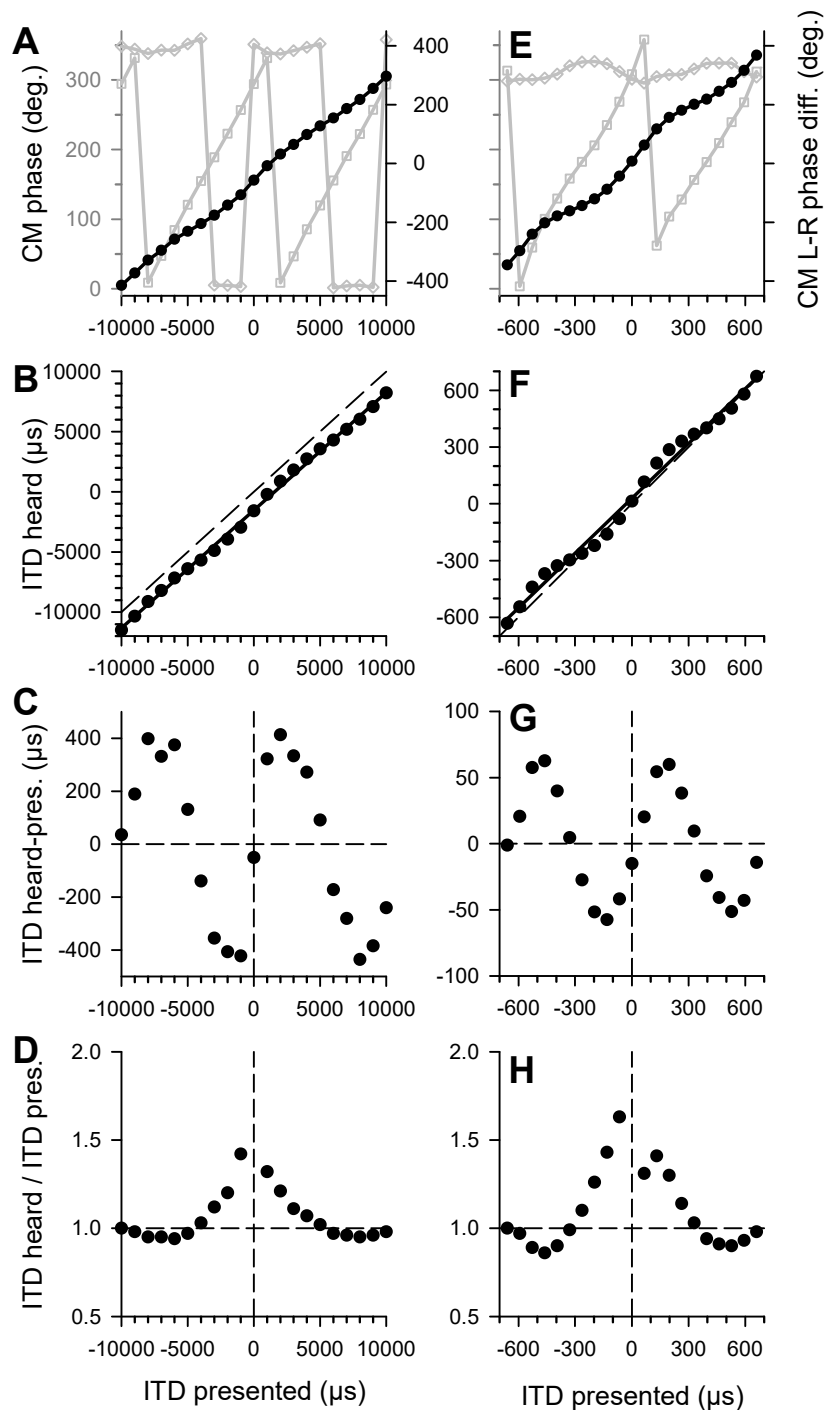 A
E
CM phase (deg.)
CM L-R phase diff. (deg)
300
200
100
0
400
200
0
-200
-400
-10000 -5000 0 5000 10000
-600 -300 0 300 600
B
F
ITD heard (µs)
10000
5000
0
-5000
-10000
600
300
0
-300
-600
-10000 -5000 0 5000 10000
-600 -300 0 300 600
C
G
ITD heard-pres. (µs)
400
200
0
-200
-400
100
50
0
-50
-100
-10000 -5000 0 5000 10000
-600 -300 0 300 600
D
H
ITD heard / ITD pres.
2.0
1.5
1.0
0.5
2.0
1.5
1.0
0.5
-10000 -5000 0 5000 10000
-600 -300 0 300 600
ITD presented (µs)
ITD presented (µs)